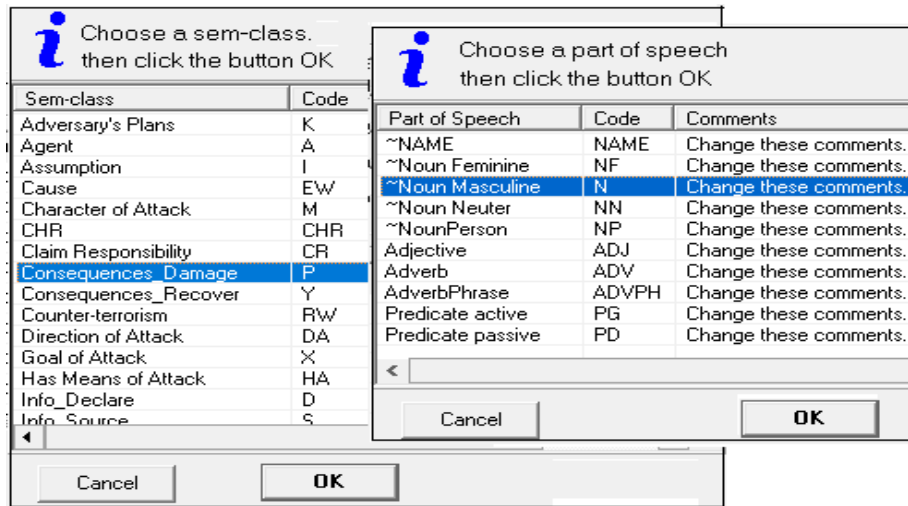 Choose a sem-class.
then click the button OK
Sem-class Code
Adversary's Plans K
Agent A
Assumption I
Cause EW
Character of Attack M
CHR CHR
Claim Responsibility CR
Consequences_Damage P
Consequences_Recover Y
Counter-terrorism RW
Direction of Attack DA
Goal of Attack X
Has Means of Attack HA
Info_Declare D
Info_Source S
Cancel OK
Choose a part of speech
then click the button OK
Part of Speech Code Comments
~NAME NAME Change these comments.
~Noun Feminine NF Change these comments.
~Noun Masculine N Change these comments.
~Noun Neuter NN Change these comments.
~NounPerson NP Change these comments.
Adjective ADJ Change these comments.
Adverb ADV Change these comments.
AdverbPhrase ADVPH Change these comments.
Predicate active PG Change these comments.
Predicate passive PD Change these comments.
Cancel OK